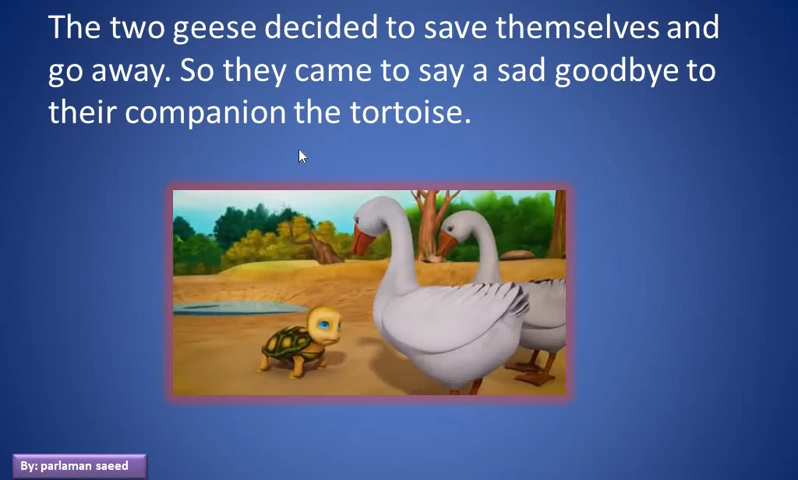 The two geese decided to save themselves and
go away. So they came to say a sad goodbye to
their companion the tortoise.
By: parlaman saeed